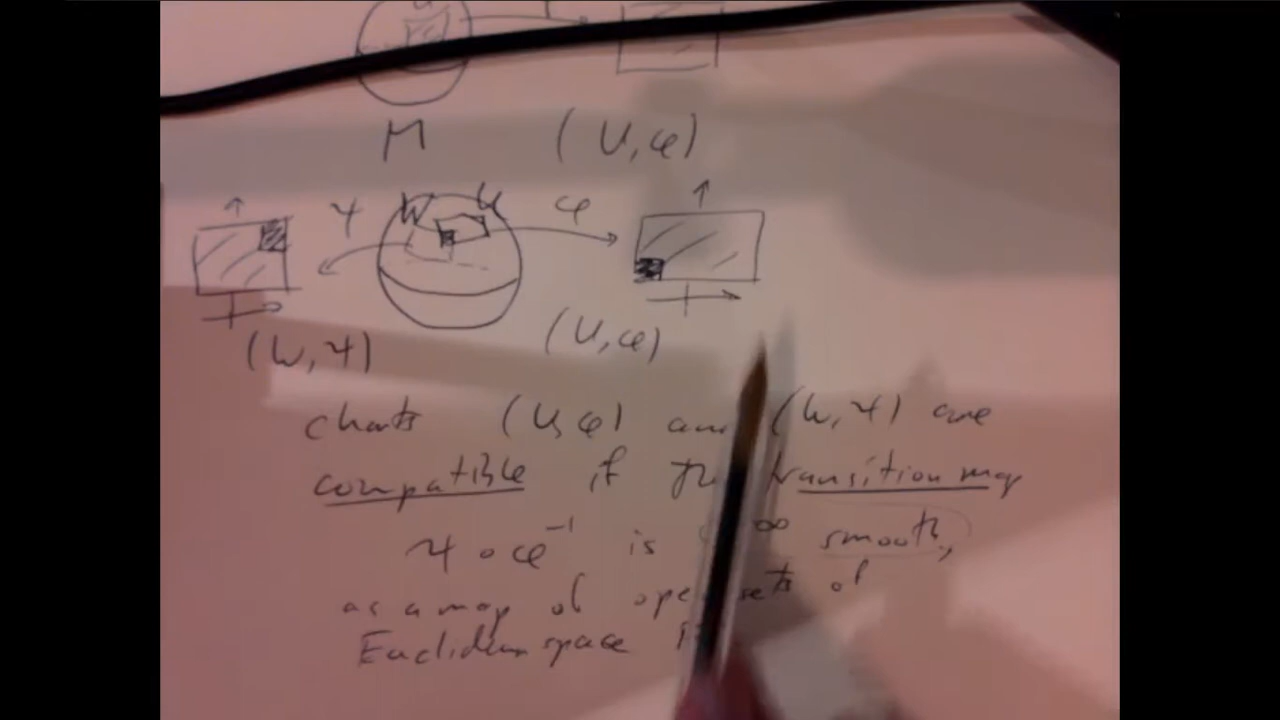 M (U, φ)
ψ W U φ
(W, ψ) (U, φ)
charts (U, φ) and (W, ψ) are
compatible if the transition map
ψ ∘ φ⁻¹ is ∞ smooth,
as a map of open sets of
Euclidean space